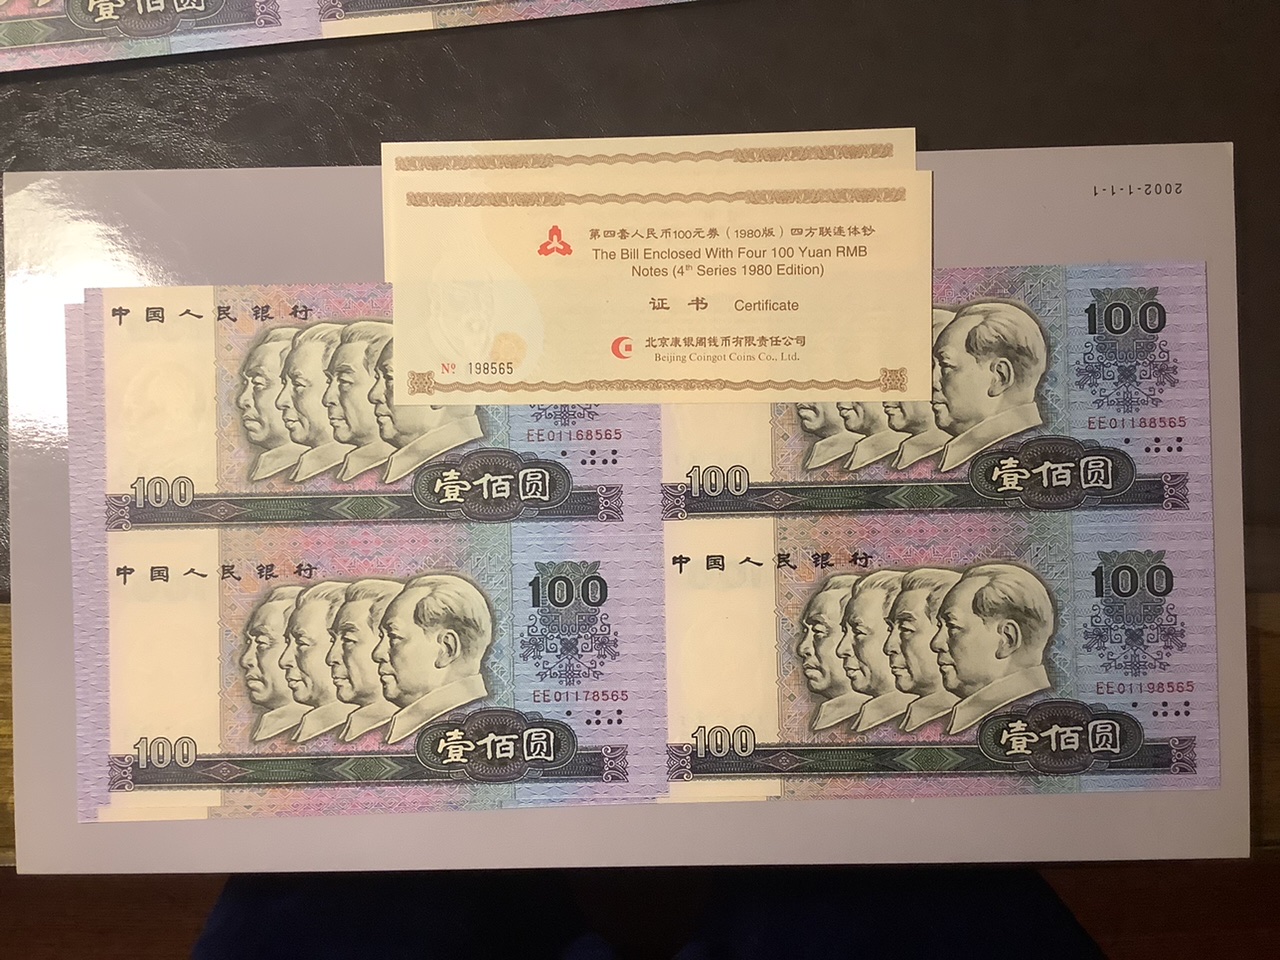 壹佰圆
2002-1-1-1
第四套人民币100元券（1980版）四方联连体钞
The Bill Enclosed With Four 100 Yuan RMB
Notes (4th Series 1980 Edition)
证书 Certificate
北京康银阁钱币有限责任公司
Beijing Coingot Coins Co., Ltd.
Nº 198565
中国人民银行
EE01168565
100
壹佰圆
100
EE01188565
100
壹佰圆
中国人民银行
100
EE01178565
100
壹佰圆
中国人民银行
100
EE01198565
100
壹佰圆